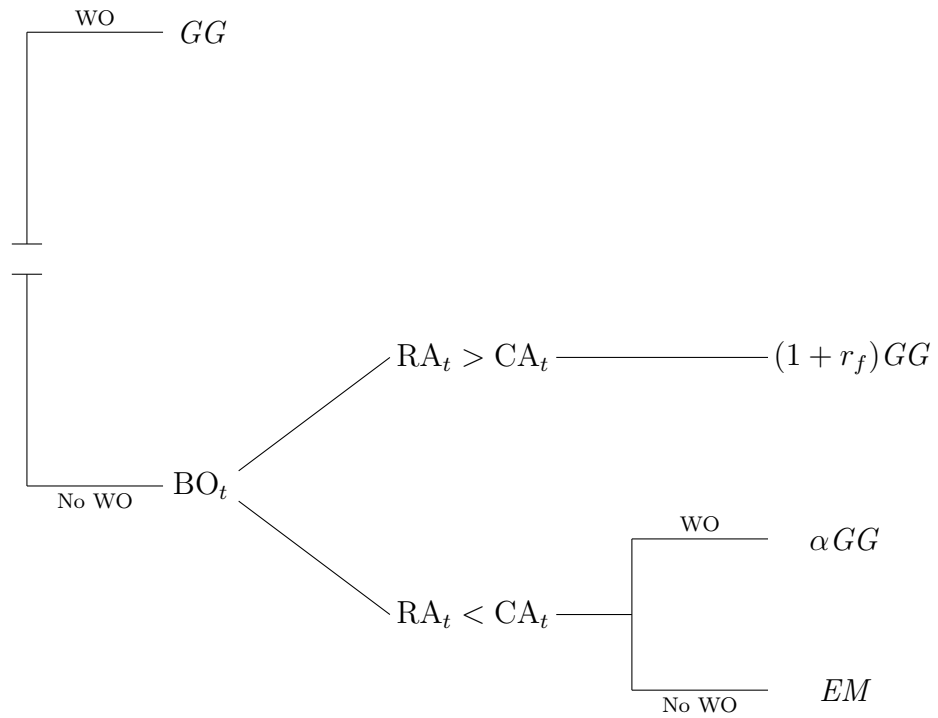 WO
GG
RA_t > CA_t
(1 + r_f)GG
No WO
BO_t
WO
αGG
RA_t < CA_t
No WO
EM